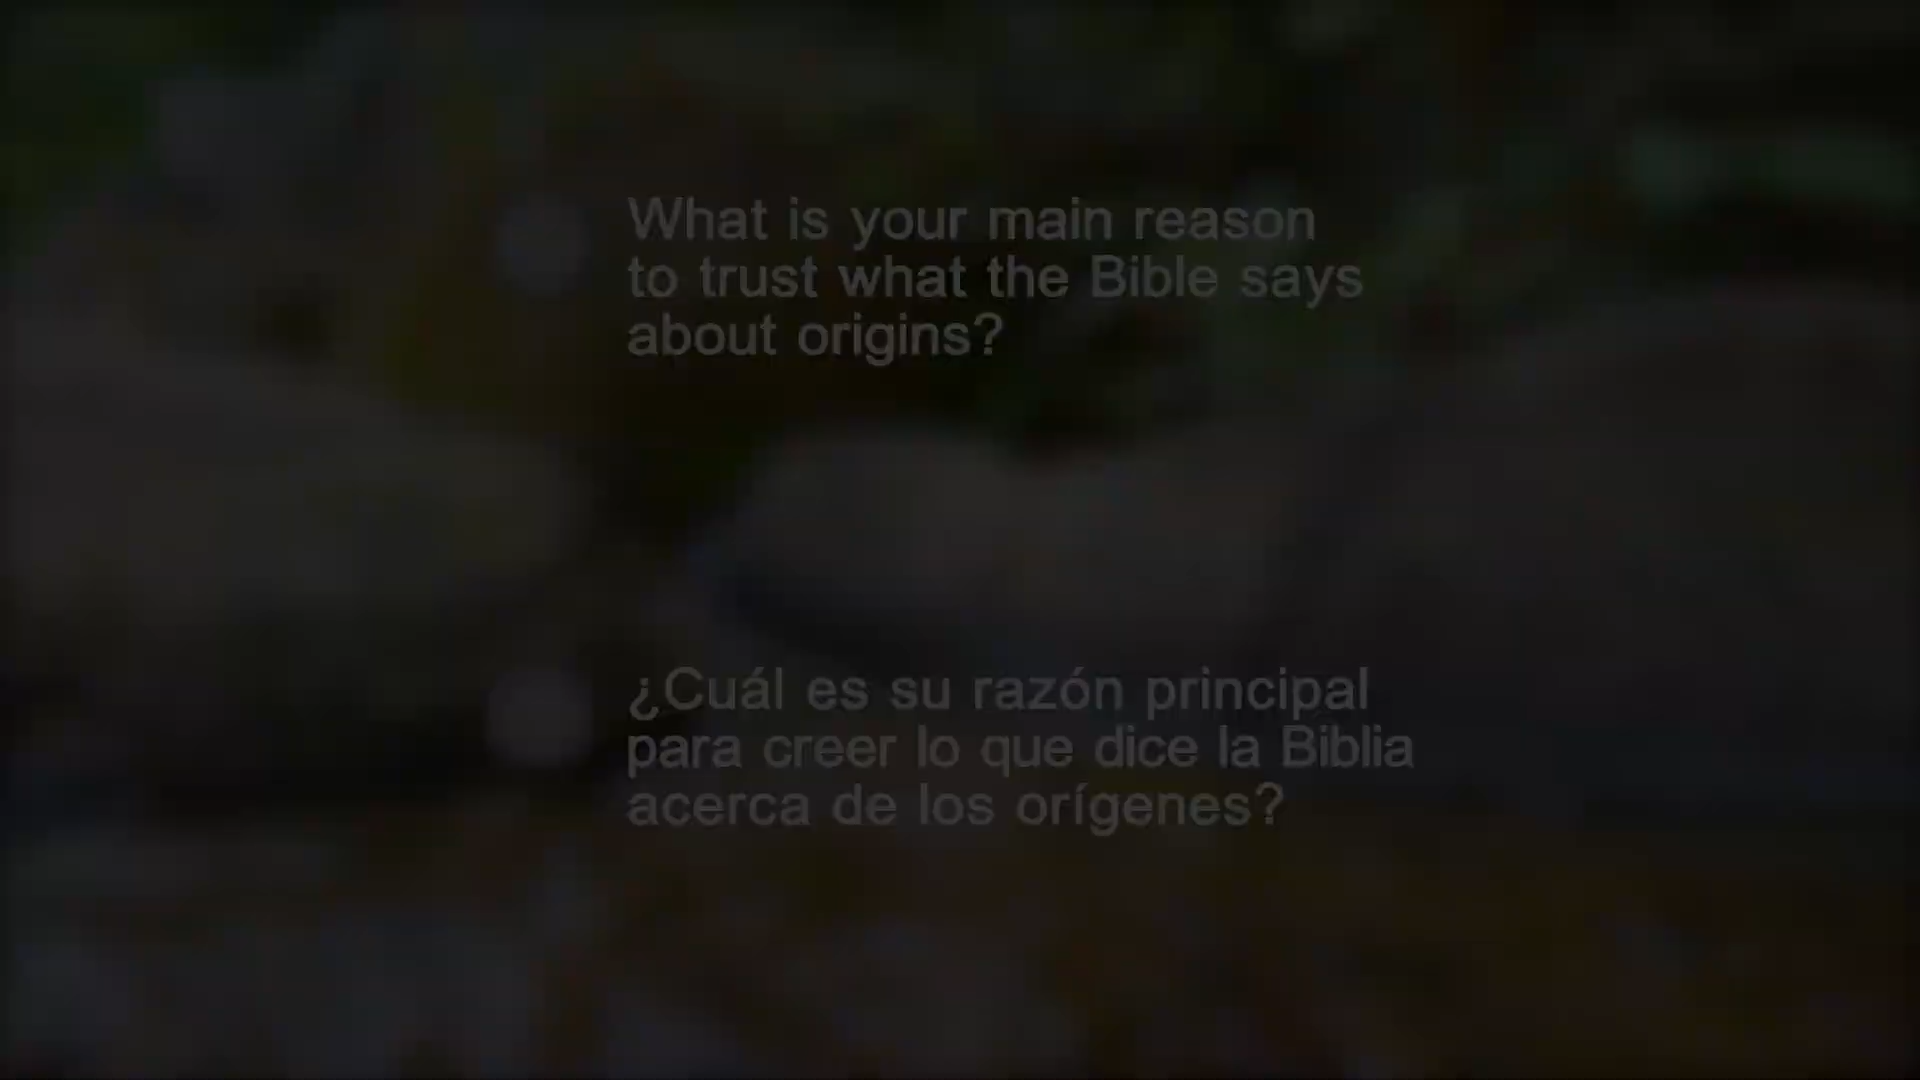 What is your main reason
to trust what the Bible says
about origins?
¿Cuál es su razón principal
para creer lo que dice la Biblia
acerca de los orígenes?